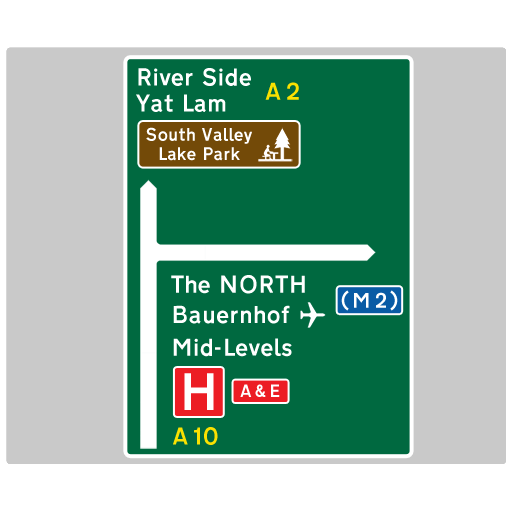 River Side
Yat Lam
A 2
South Valley
Lake Park
The NORTH
(M 2)
Bauernhof
Mid-Levels
H
A & E
A 10